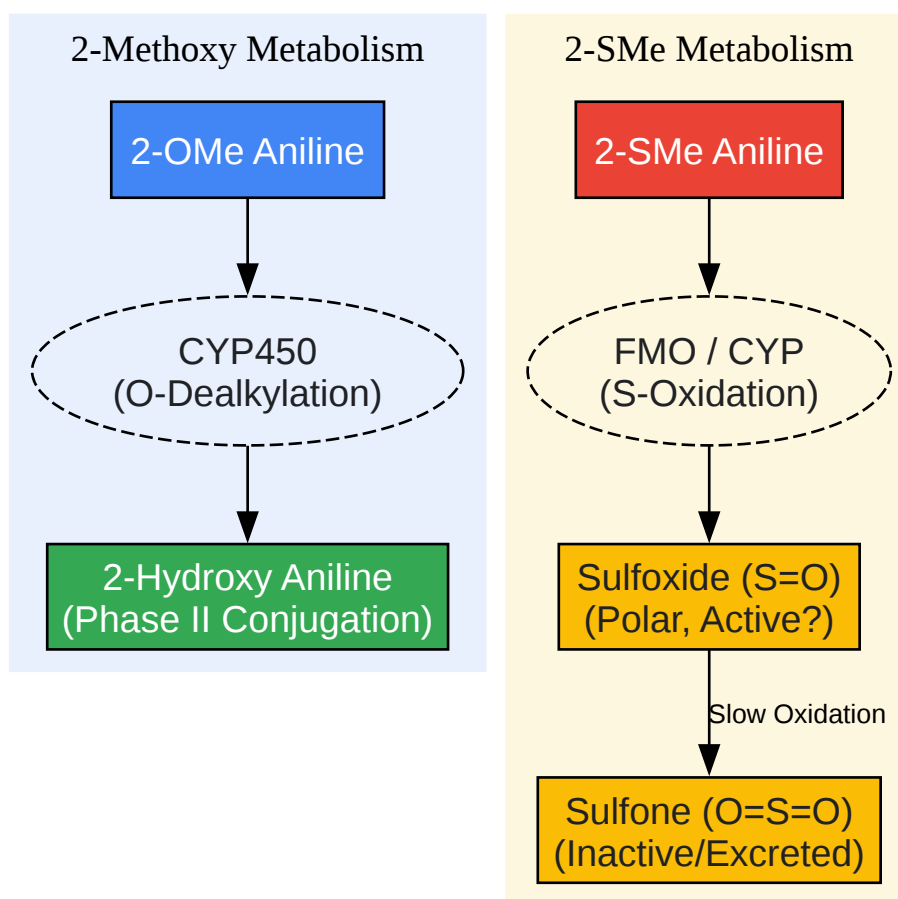 2-Methoxy Metabolism
2-OMe Aniline
CYP450
(O-Dealkylation)
2-Hydroxy Aniline
(Phase II Conjugation)
2-SMe Metabolism
2-SMe Aniline
FMO / CYP
(S-Oxidation)
Sulfoxide (S=O)
(Polar, Active?)
Slow Oxidation
Sulfone (O=S=O)
(Inactive/Excreted)